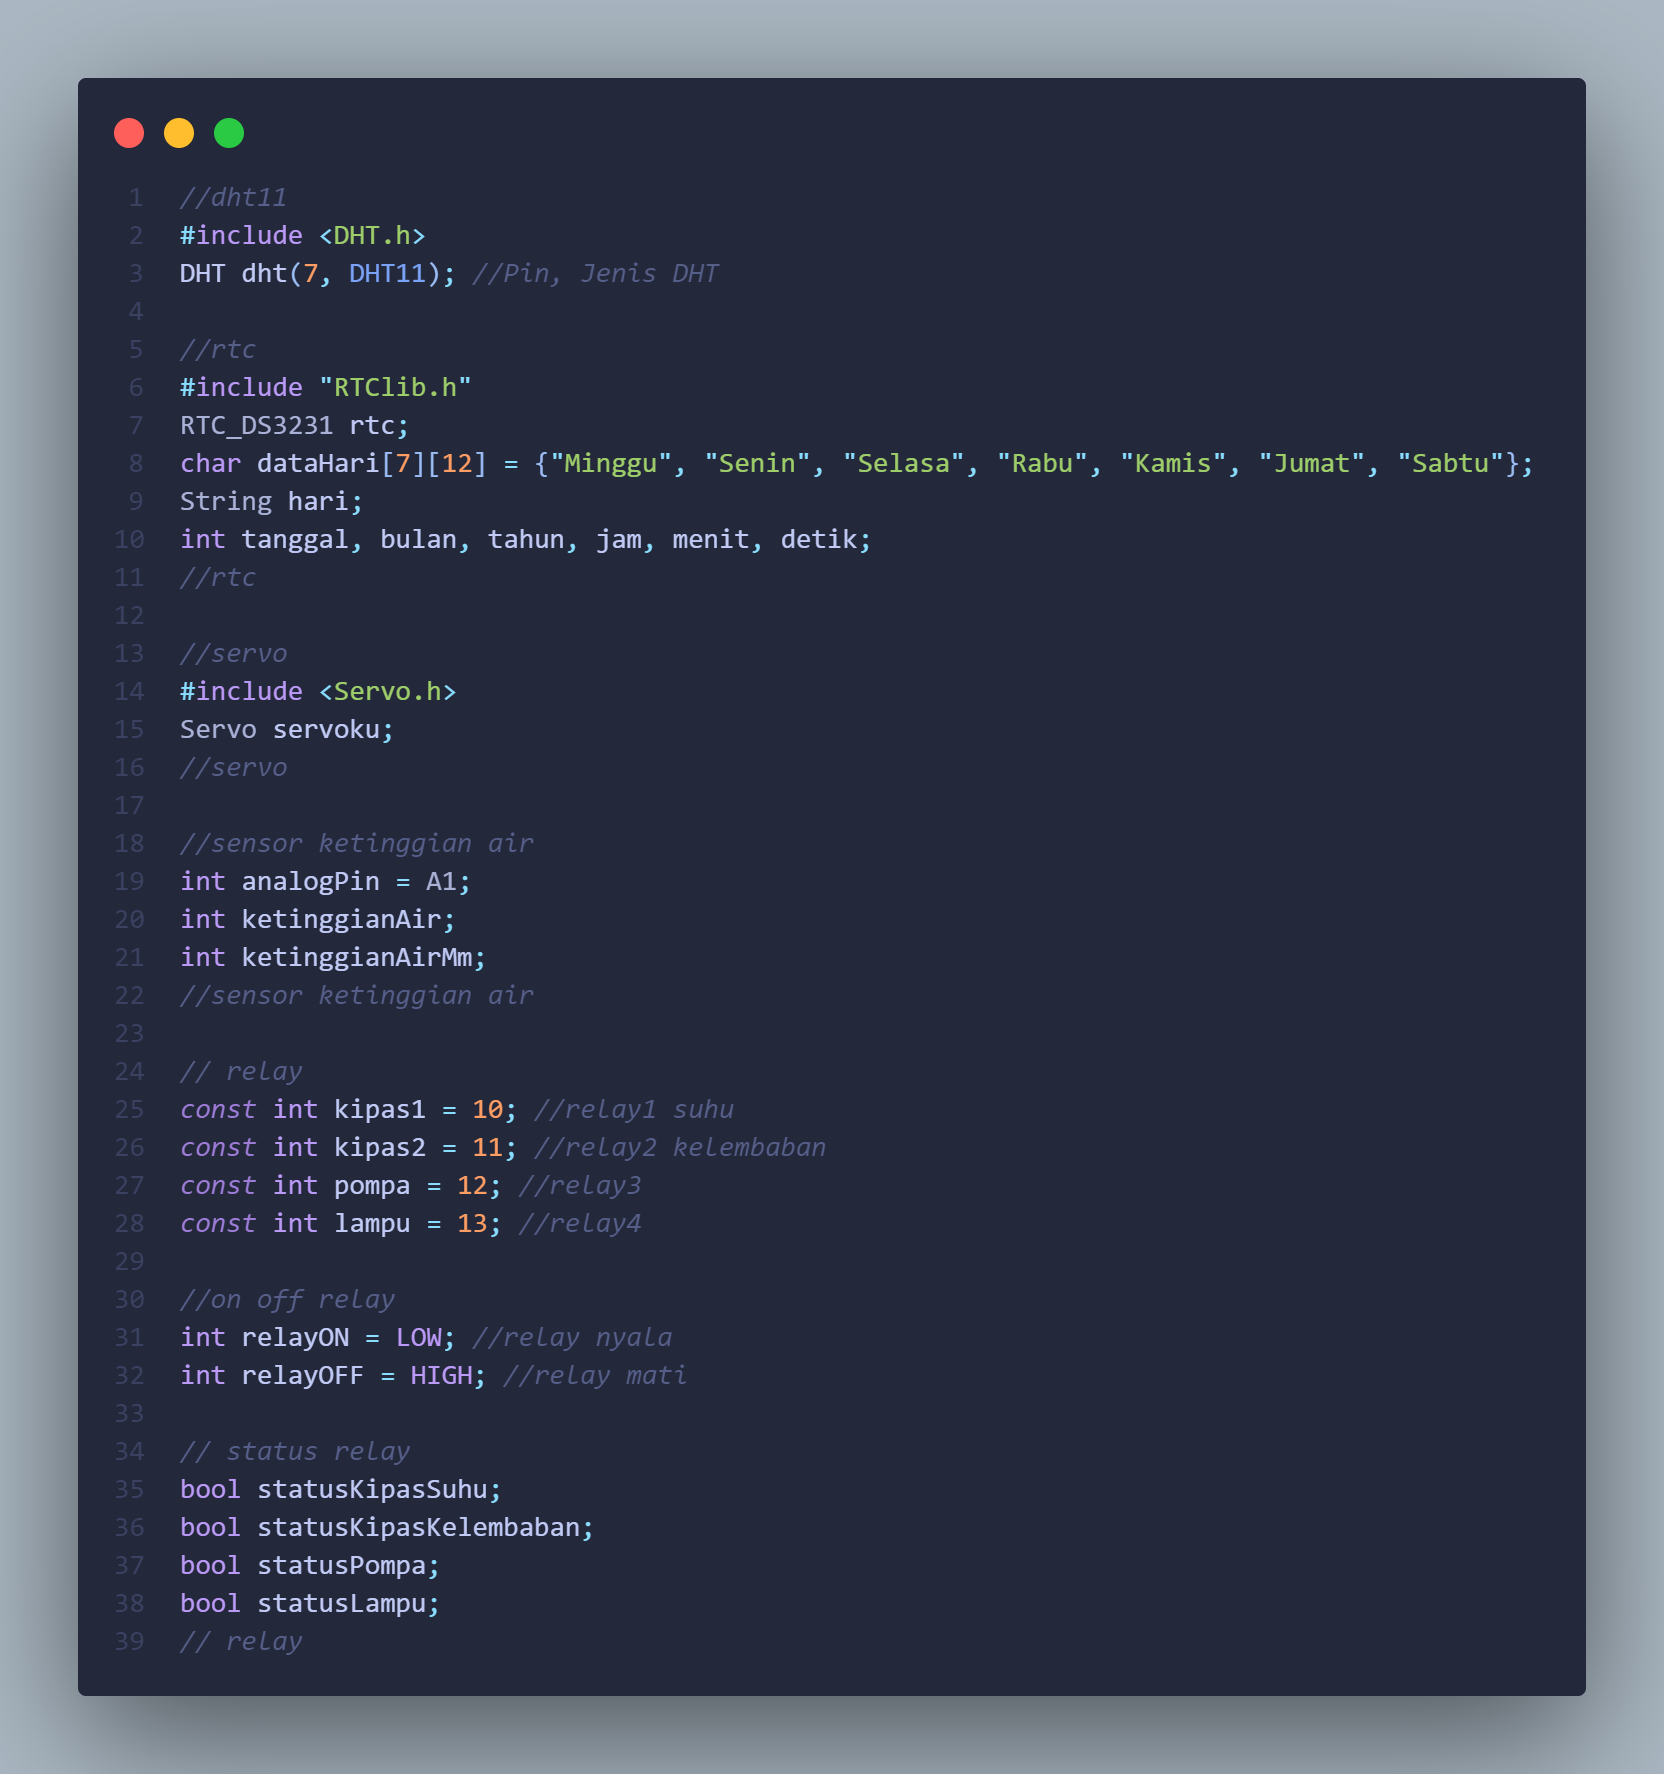 1 //dht11
2 #include <DHT.h>
3 DHT dht(7, DHT11); //Pin, Jenis DHT
4
5 //rtc
6 #include "RTClib.h"
7 RTC_DS3231 rtc;
8 char dataHari[7][12] = {"Minggu", "Senin", "Selasa", "Rabu", "Kamis", "Jumat", "Sabtu"};
9 String hari;
10 int tanggal, bulan, tahun, jam, menit, detik;
11 //rtc
12
13 //servo
14 #include <Servo.h>
15 Servo servoku;
16 //servo
17
18 //sensor ketinggian air
19 int analogPin = A1;
20 int ketinggianAir;
21 int ketinggianAirMm;
22 //sensor ketinggian air
23
24 // relay
25 const int kipas1 = 10; //relay1 suhu
26 const int kipas2 = 11; //relay2 kelembaban
27 const int pompa = 12; //relay3
28 const int lampu = 13; //relay4
29
30 //on off relay
31 int relayON = LOW; //relay nyala
32 int relayOFF = HIGH; //relay mati
33
34 // status relay
35 bool statusKipasSuhu;
36 bool statusKipasKelembaban;
37 bool statusPompa;
38 bool statusLampu;
39 // relay